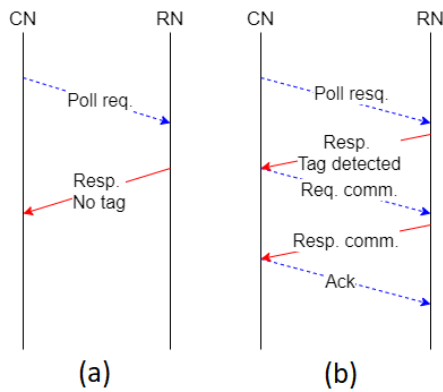 CN
RN
Poll req.
Resp.
No tag
(a)
CN
RN
Poll resq.
Resp.
Tag detected
Req. comm.
Resp. comm.
Ack
(b)